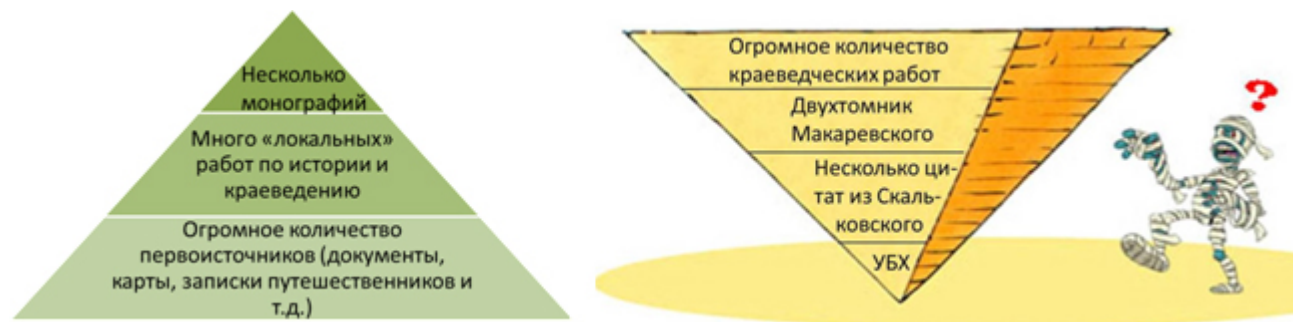 Несколько
монографий
Много «локальных»
работ по истории и
краеведению
Огромное количество
первоисточников (документы,
карты, записки путешественников и
т.д.)
Огромное количество
краеведческих работ
Двухтомник
Макаревского
Несколько ци-
тат из Скаль-
ковского
УБХ
?